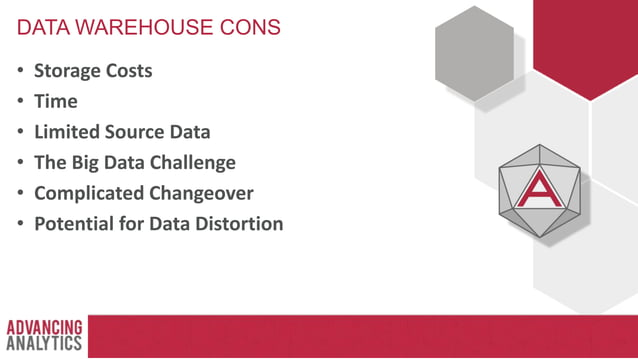 DATA WAREHOUSE CONS
• Storage Costs
• Time
• Limited Source Data
• The Big Data Challenge
• Complicated Changeover
• Potential for Data Distortion
A
ADVANCING
ANALYTICS